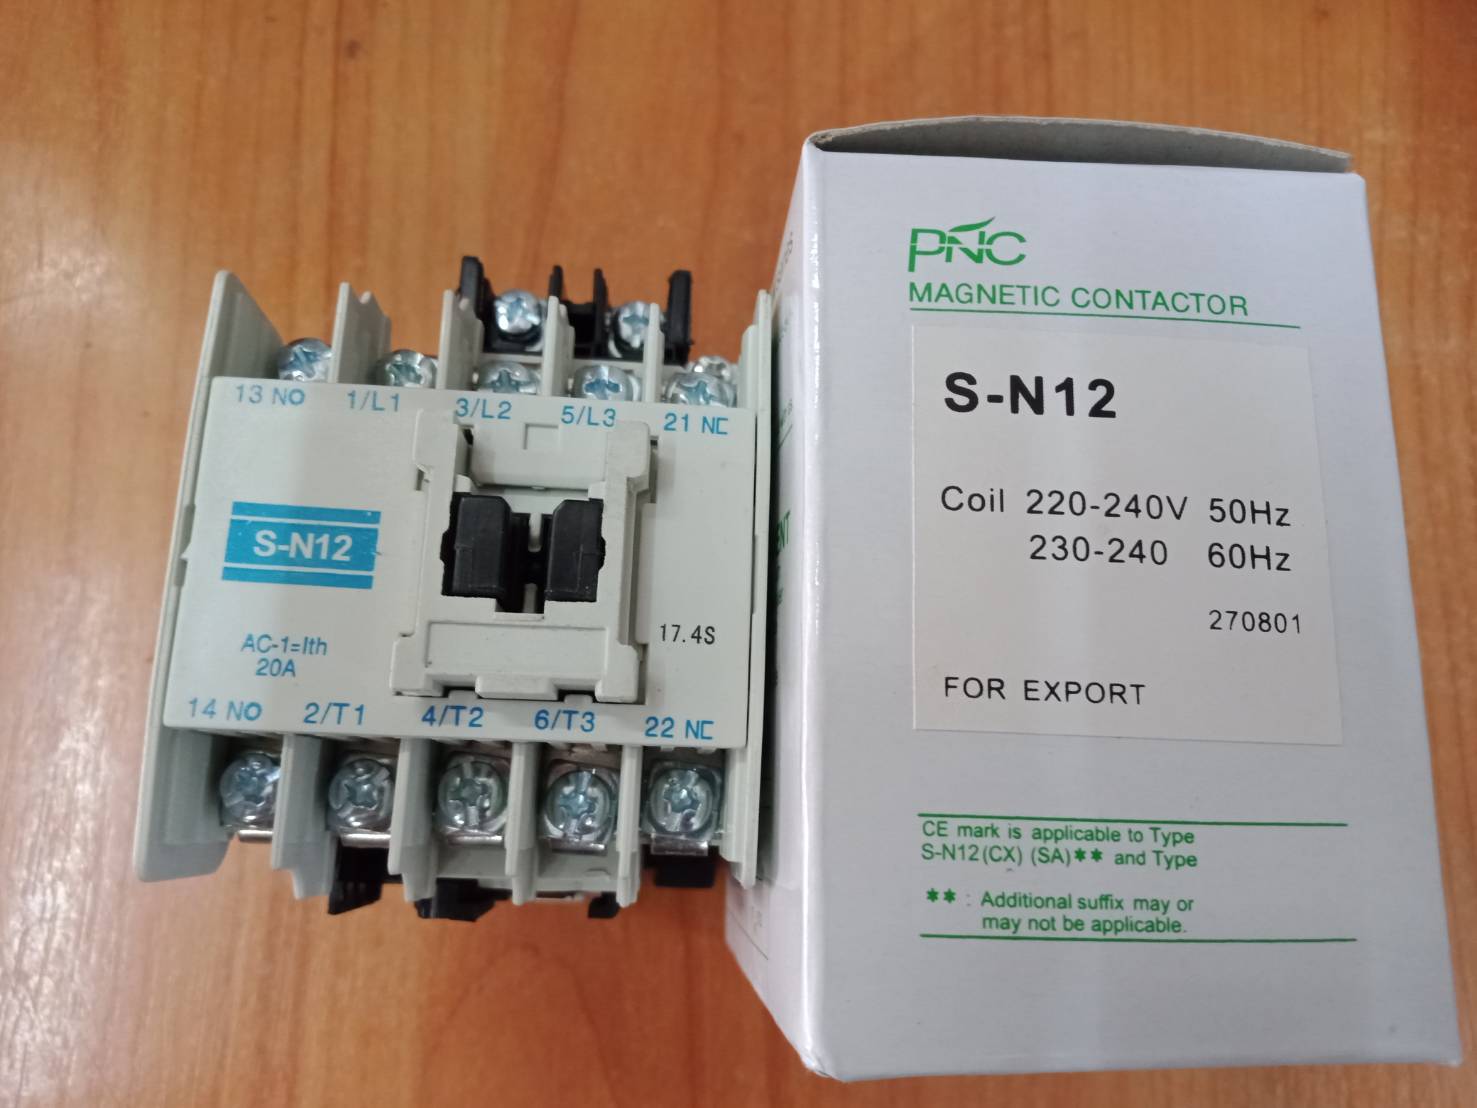 13 NO 1/L1 3/L2 5/L3 21 NC
S-N12
AC-1=Ith
20A
17.4S
14 NO 2/T1 4/T2 6/T3 22 NC
PNC
MAGNETIC CONTACTOR
S-N12
Coil 220-240V 50Hz
230-240 60Hz
270801
FOR EXPORT
CE mark is applicable to Type
S-N12(CX) (SA)✱✱ and Type
✱✱ : Additional suffix may or
may not be applicable.